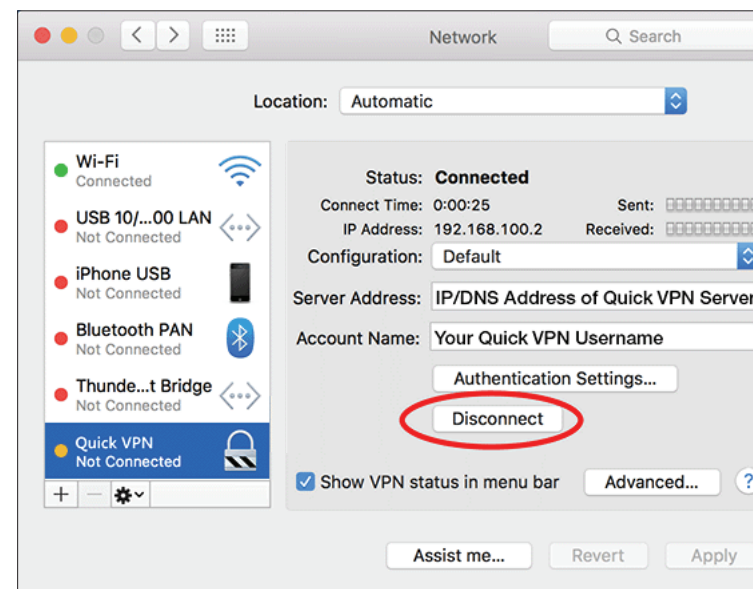 Network
Search
Location: Automatic
Wi-Fi
Connected
USB 10/...00 LAN
Not Connected
iPhone USB
Not Connected
Bluetooth PAN
Not Connected
Thunde...t Bridge
Not Connected
Quick VPN
Not Connected
Status: Connected
Connect Time: 0:00:25 Sent:
IP Address: 192.168.100.2 Received:
Configuration: Default
Server Address: IP/DNS Address of Quick VPN Server
Account Name: Your Quick VPN Username
Authentication Settings...
Disconnect
Show VPN status in menu bar Advanced... ?
Assist me... Revert Apply